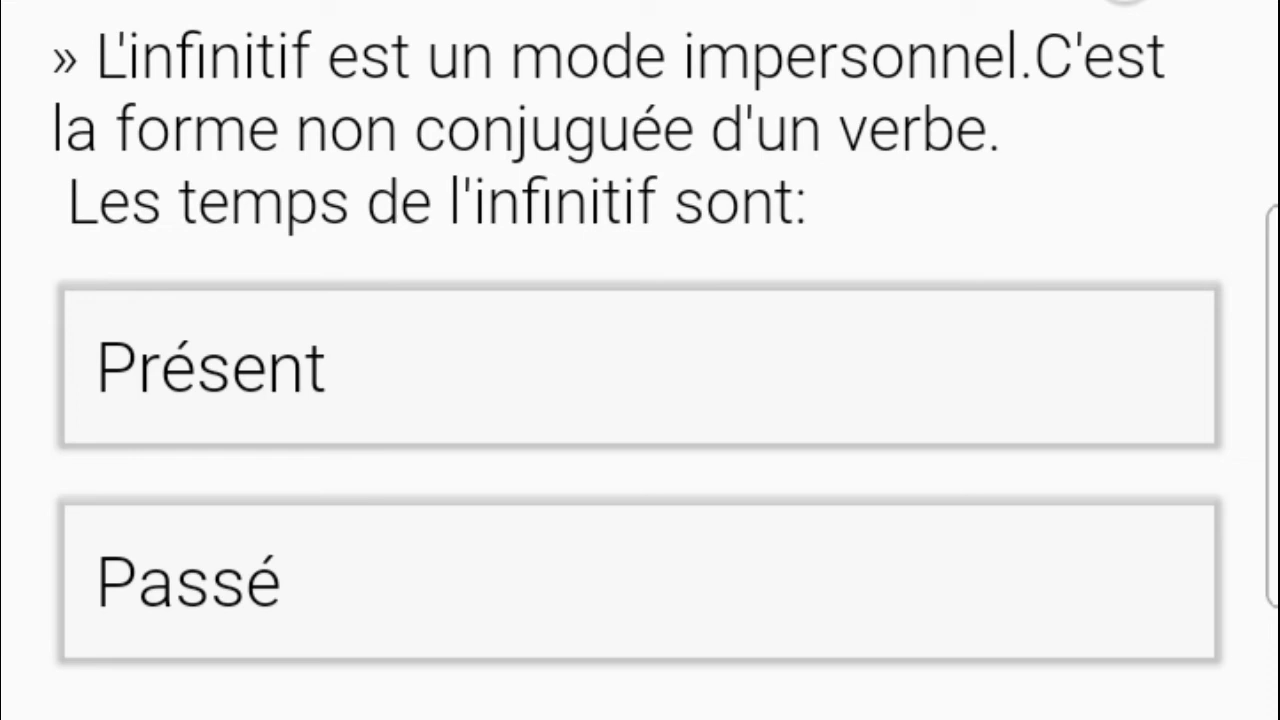 » L'infinitif est un mode impersonnel.C'est
la forme non conjuguée d'un verbe.
Les temps de l'infinitif sont:
Présent
Passé